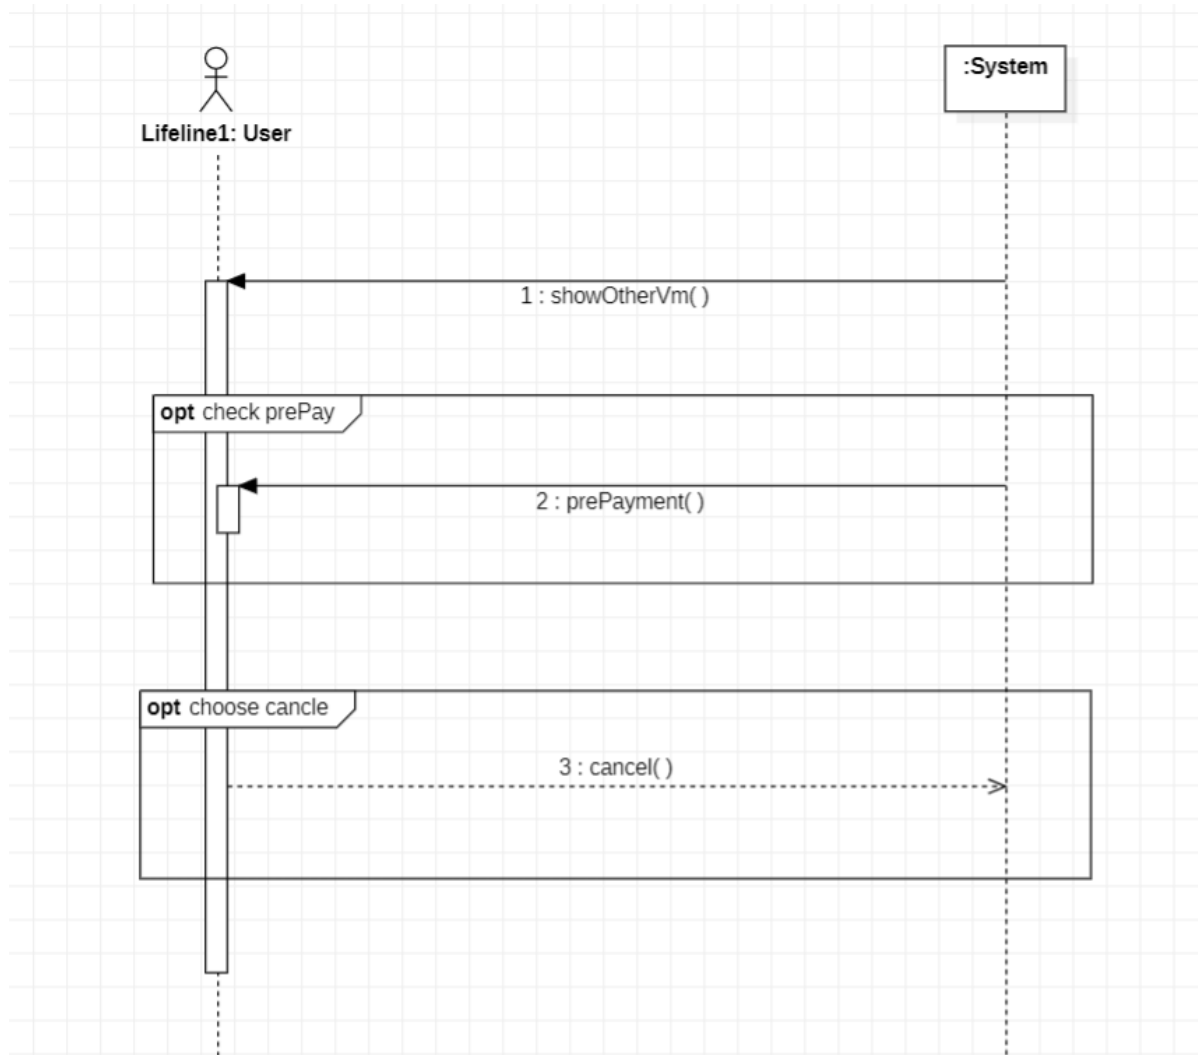 :System
Lifeline1: User
1 : showOtherVm( )
opt check prePay
2 : prePayment( )
opt choose cancle
3 : cancel( )